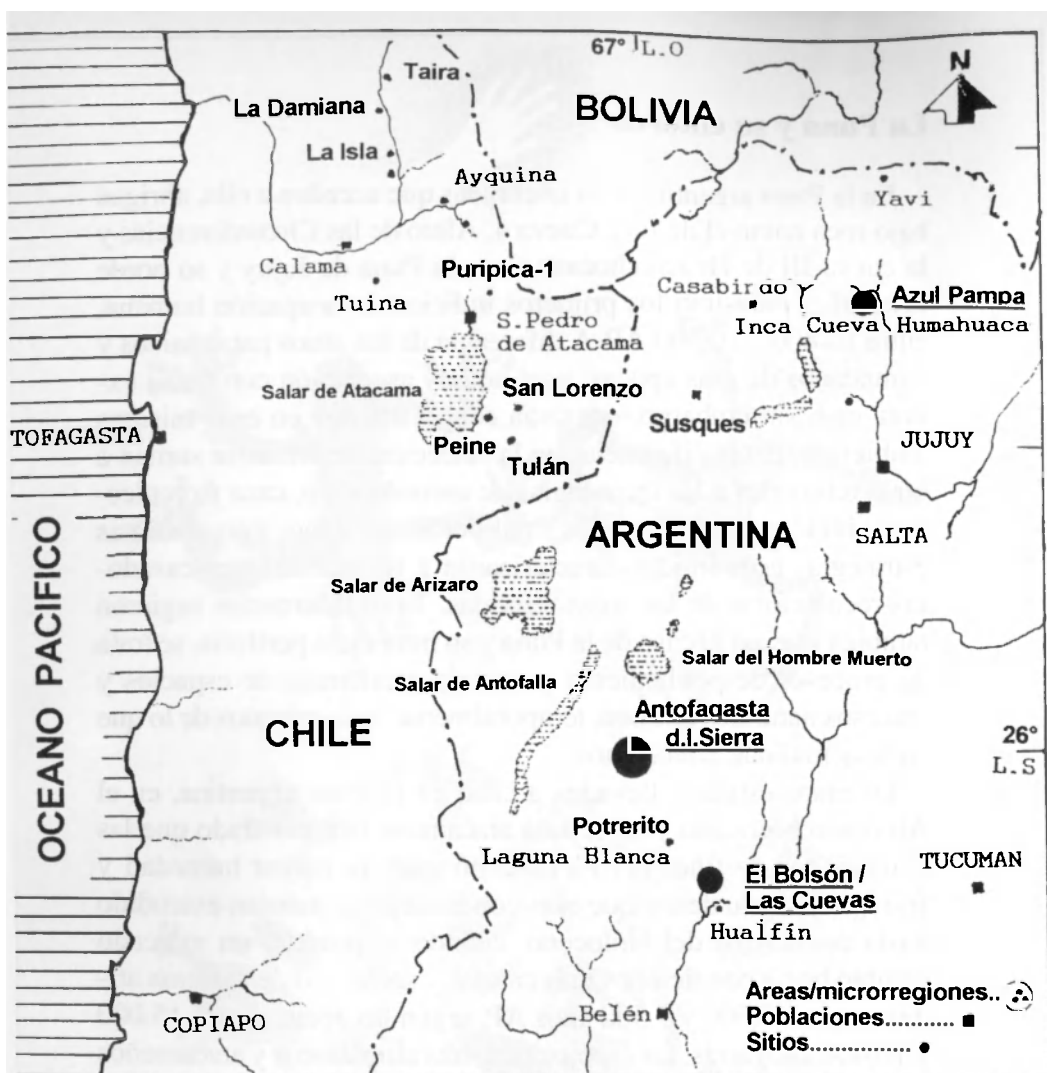 67° L.O
N
Taira
BOLIVIA
La Damiana
La Isla
Ayquina
Yavi
Calama
Puripica-1
Casabindo
Azul Pampa
Tuina
S.Pedro
de Atacama
Inca Cueva
Humahuaca
Salar de Atacama
San Lorenzo
Susques
TOFAGASTA
Peine
Tulán
JUJUY
SALTA
ARGENTINA
Salar de Arizaro
Salar del Hombre Muerto
Salar de Antofalla
Antofagasta
d.l.Sierra
OCEANO PACIFICO
CHILE
26°
L.S
Potrerito
Laguna Blanca
TUCUMAN
El Bolsón /
Las Cuevas
Hualfín
Areas/microrregiones..
Belén
Poblaciones..........
COPIAPO
Sitios..............